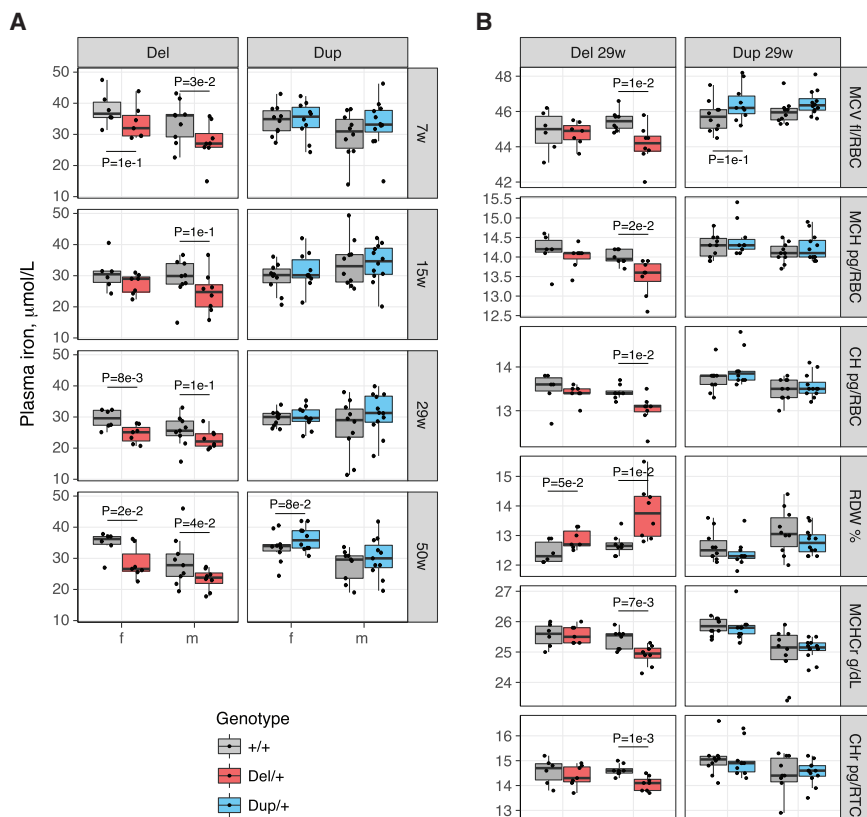 A
Del
Dup
P=3e-2
P=1e-1
50
40
30
20
10
7w
P=1e-1
50
40
30
20
10
15w
P=8e-3
P=1e-1
50
40
30
20
10
29w
P=2e-2
P=4e-2
P=8e-2
50
40
30
20
10
50w
f
m
f
m
Plasma iron, μmol/L
Genotype
+/+
Del/+
Dup/+
B
Del 29w
Dup 29w
P=1e-2
P=1e-1
48
46
44
42
MCV fl/RBC
P=2e-2
15.5
15.0
14.5
14.0
13.5
13.0
12.5
MCH pg/RBC
P=1e-2
14
13
CH pg/RBC
P=5e-2
P=1e-2
15
14
13
12
RDW %
P=7e-3
27
26
25
24
MCHCr g/dL
P=1e-3
16
15
14
13
CHr pg/RTC